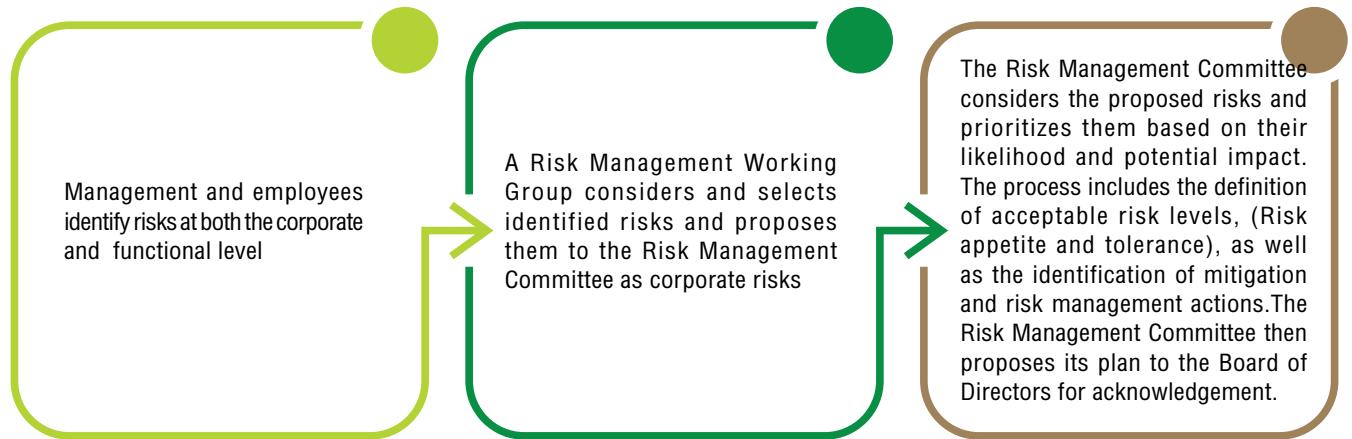 Management and employees
identify risks at both the corporate
and functional level
A Risk Management Working
Group considers and selects
identified risks and proposes
them to the Risk Management
Committee as corporate risks
The Risk Management Committee
considers the proposed risks and
prioritizes them based on their
likelihood and potential impact.
The process includes the definition
of acceptable risk levels, (Risk
appetite and tolerance), as well
as the identification of mitigation
and risk management actions.The
Risk Management Committee then
proposes its plan to the Board of
Directors for acknowledgement.